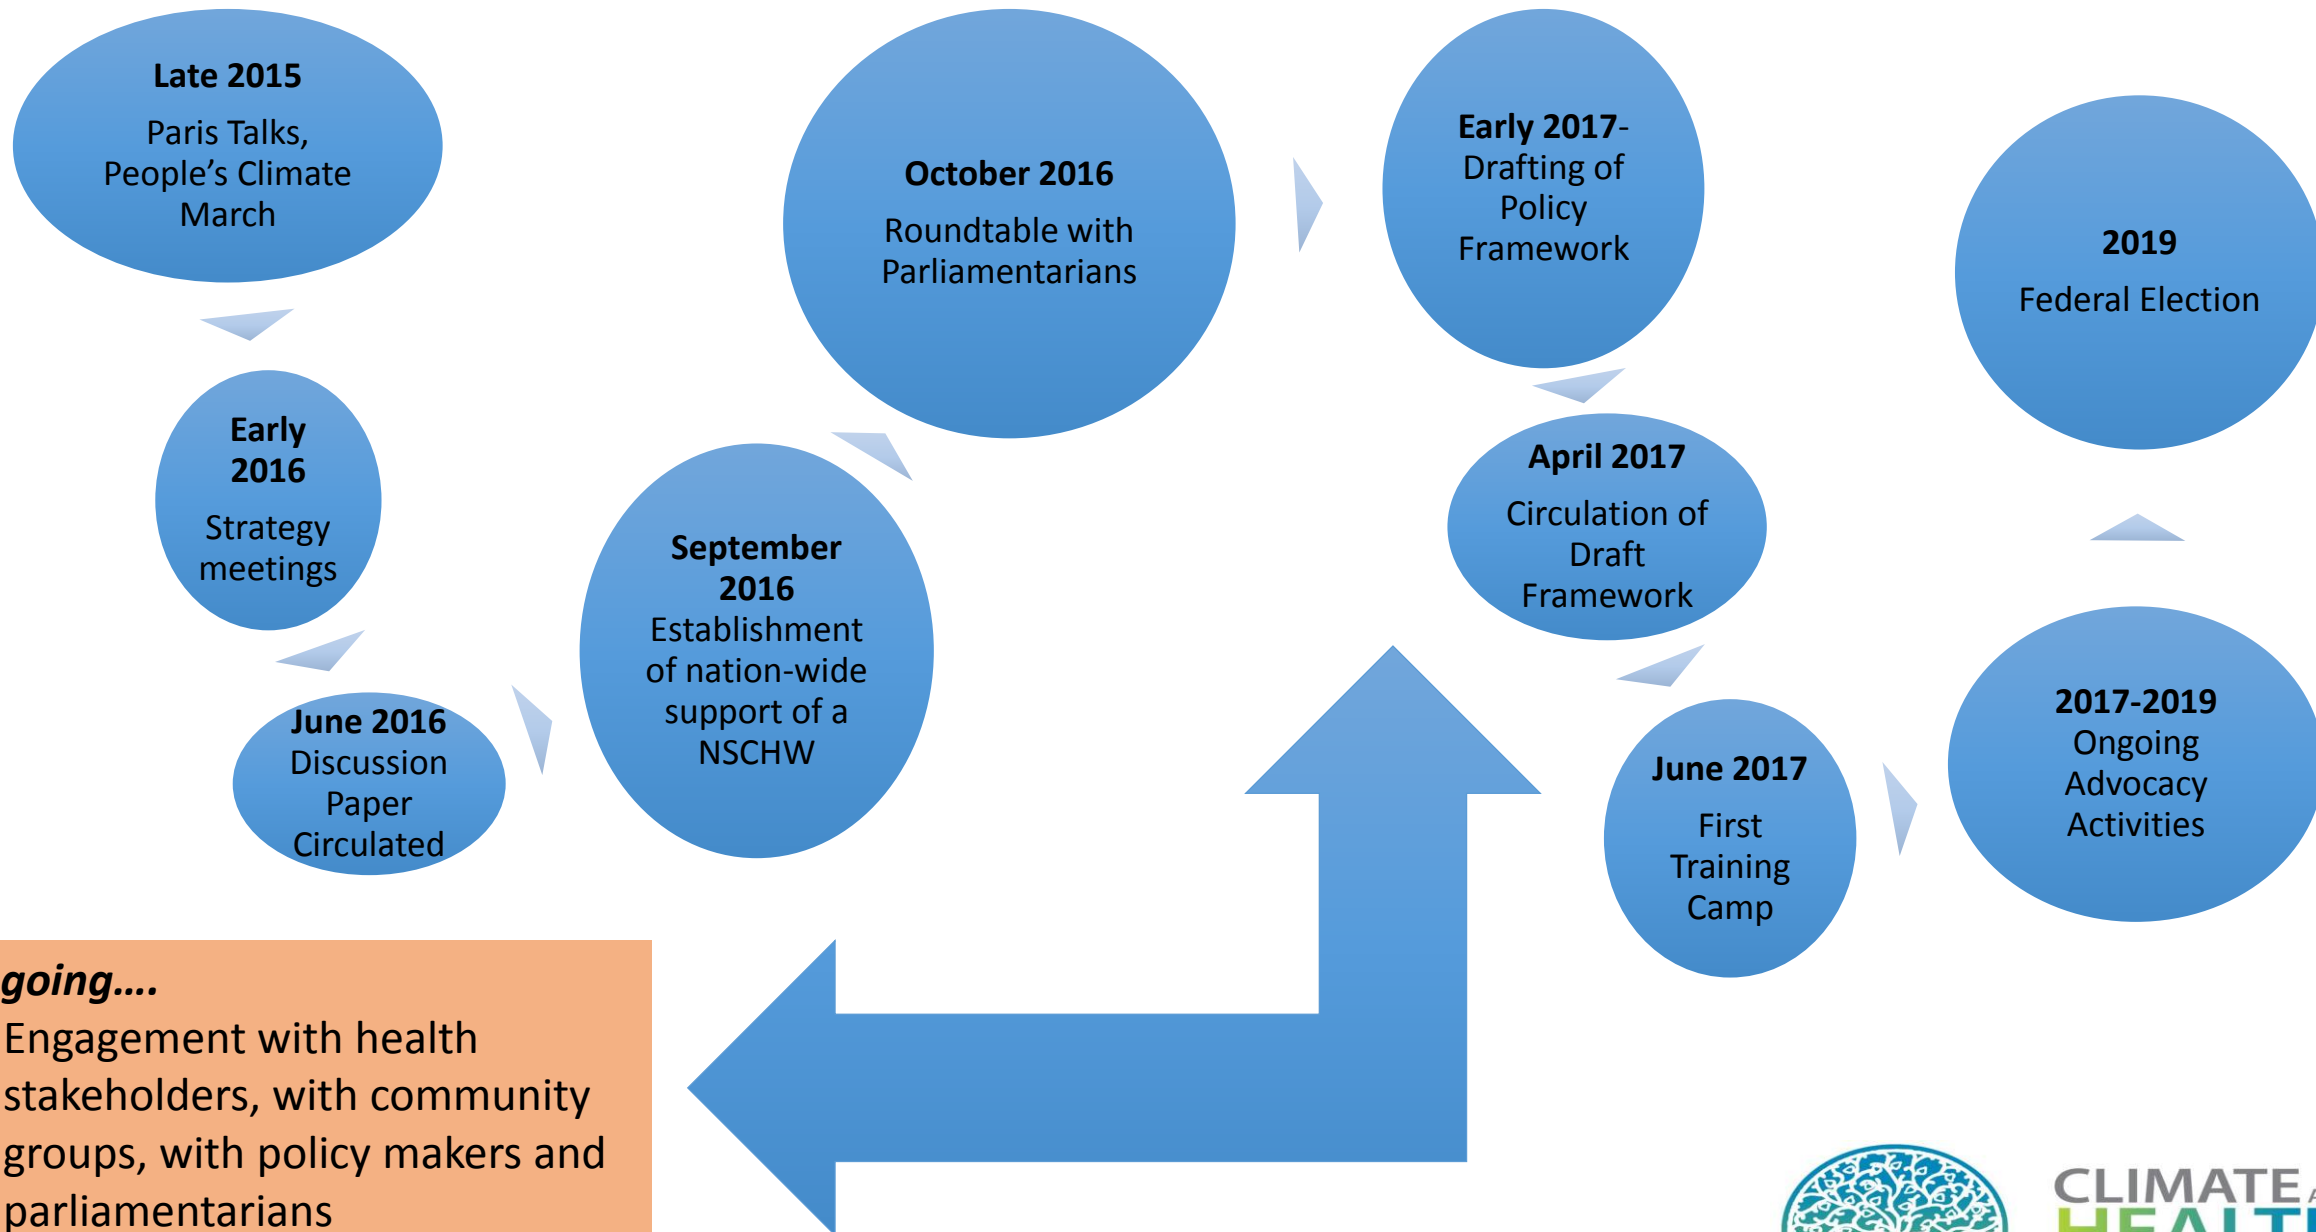 Late 2015
Paris Talks,
People’s Climate
March
Early
2016
Strategy
meetings
June 2016
Discussion
Paper
Circulated
September
2016
Establishment
of nation-wide
support of a
NSCHW
October 2016
Roundtable with
Parliamentarians
Early 2017-
Drafting of
Policy
Framework
April 2017
Circulation of
Draft
Framework
June 2017
First
Training
Camp
2017-2019
Ongoing
Advocacy
Activities
2019
Federal Election
going....
Engagement with health
stakeholders, with community
groups, with policy makers and
parliamentarians
CLIMATE